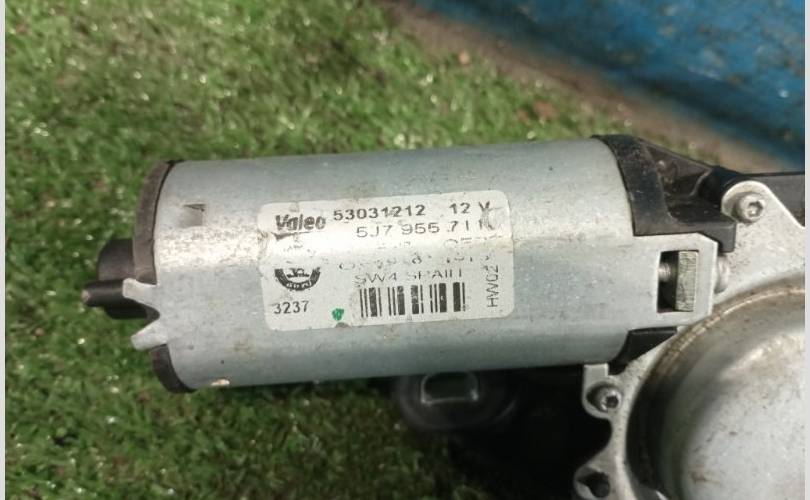 Valeo 53031212 12 V
5J7 955 711
SW4 SPAIN
HW02
3237